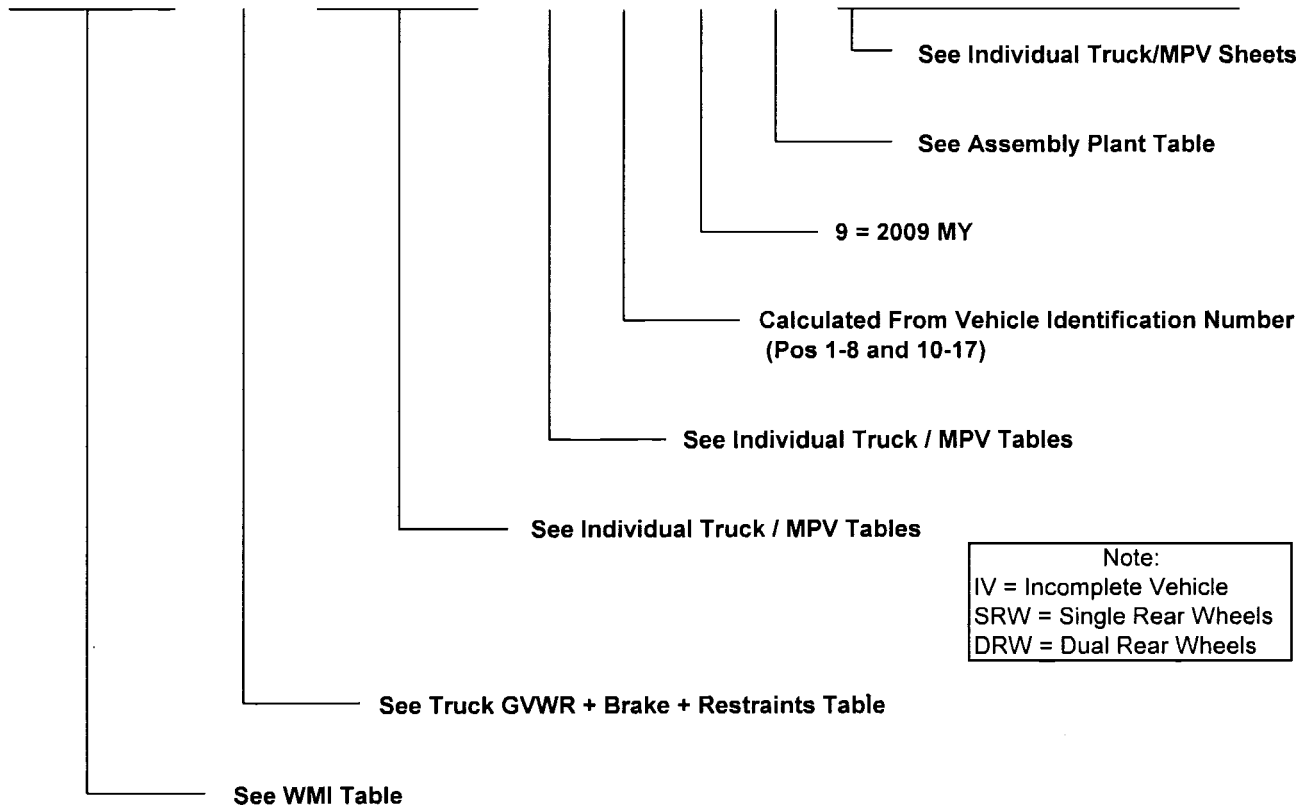 See Individual Truck/MPV Sheets
See Assembly Plant Table
9 = 2009 MY
Calculated From Vehicle Identification Number
(Pos 1-8 and 10-17)
See Individual Truck / MPV Tables
See Individual Truck / MPV Tables
Note:
IV = Incomplete Vehicle
SRW = Single Rear Wheels
DRW = Dual Rear Wheels
See Truck GVWR + Brake + Restraints Table
See WMI Table